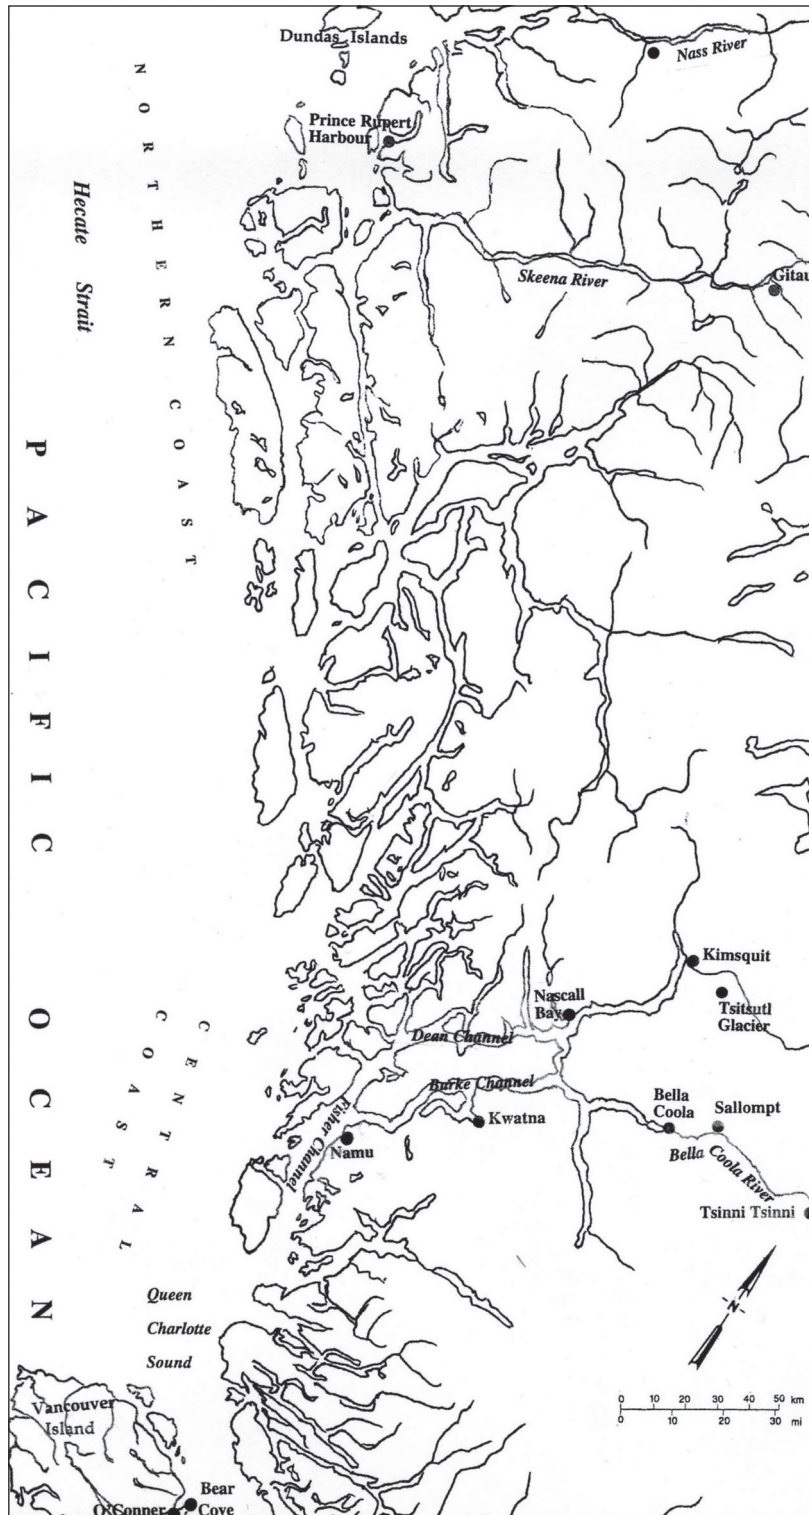 Dundas Islands
Nass River
Prince Rupert
Harbour
NORTHERN COAST
Hecate Strait
Skeena River
Gitau
PACIFIC OCEAN
Kimsquit
Nascall
Bay
Tsitsutl
Glacier
CENTRAL
COAST
Dean Channel
Burke Channel
Fisher Channel
Bella
Coola
Sallompt
Kwatna
Namu
Bella Coola River
Tsinni Tsinni
N
Queen
Charlotte
Sound
0 10 20 30 40 50 km
0 10 20 30 mi
Vancouver
Island
Bear
Cove
O'Conner